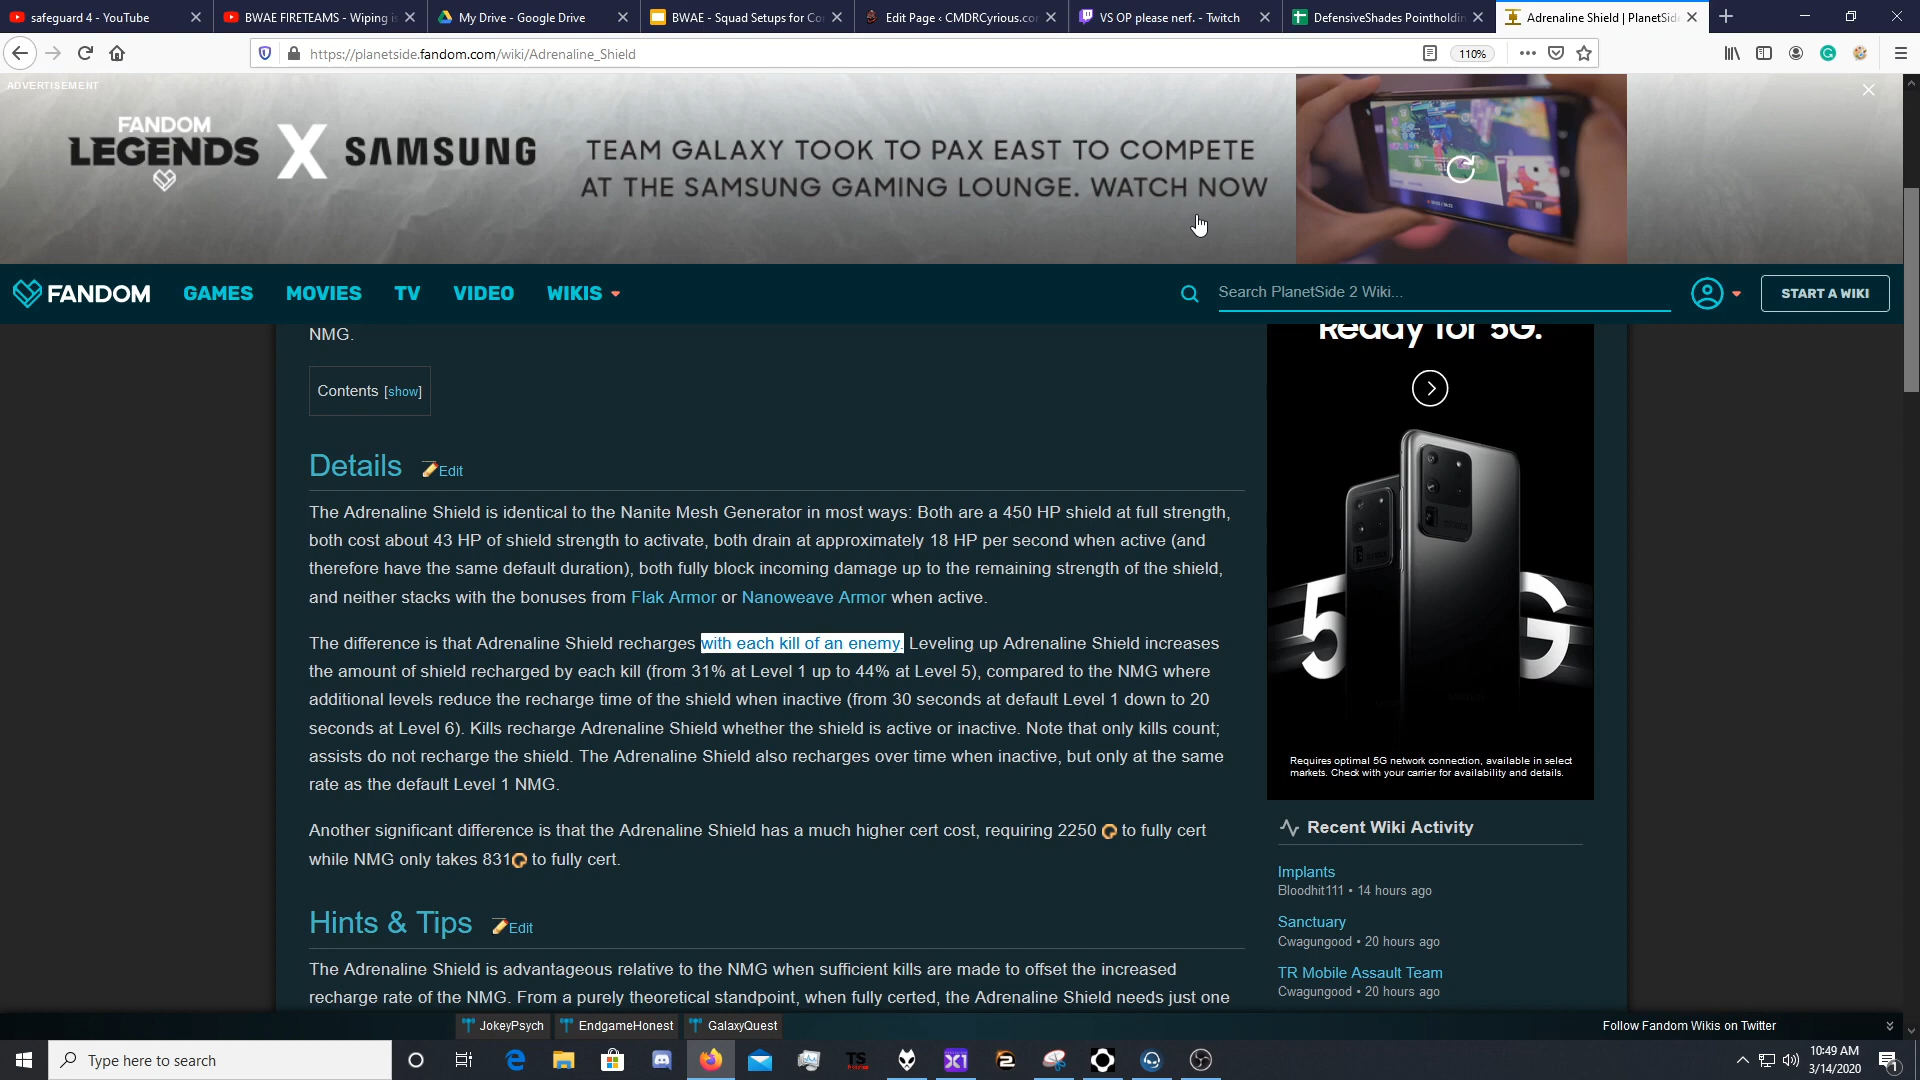 safeguard 4 - YouTube
BWAE FIRETEAMS - Wiping is
My Drive - Google Drive
BWAE - Squad Setups for Co
Edit Page ‹ CMDRCyrious.co
VS OP please nerf. - Twitch
DefensiveShades Pointholdin
Adrenaline Shield | PlanetSide
https://planetside.fandom.com/wiki/Adrenaline_Shield
110%
ADVERTISEMENT
FANDOM
LEGENDS X SAMSUNG
TEAM GALAXY TOOK TO PAX EAST TO COMPETE
AT THE SAMSUNG GAMING LOUNGE. WATCH NOW
FANDOM
GAMES
MOVIES
TV
VIDEO
WIKIS
Search PlanetSide 2 Wiki...
START A WIKI
NMG.
Contents [show]
Details
Edit
The Adrenaline Shield is identical to the Nanite Mesh Generator in most ways: Both are a 450 HP shield at full strength,
both cost about 43 HP of shield strength to activate, both drain at approximately 18 HP per second when active (and
therefore have the same default duration), both fully block incoming damage up to the remaining strength of the shield,
and neither stacks with the bonuses from Flak Armor or Nanoweave Armor when active.
The difference is that Adrenaline Shield recharges with each kill of an enemy. Leveling up Adrenaline Shield increases
the amount of shield recharged by each kill (from 31% at Level 1 up to 44% at Level 5), compared to the NMG where
additional levels reduce the recharge time of the shield when inactive (from 30 seconds at default Level 1 down to 20
seconds at Level 6). Kills recharge Adrenaline Shield whether the shield is active or inactive. Note that only kills count;
assists do not recharge the shield. The Adrenaline Shield also recharges over time when inactive, but only at the same
rate as the default Level 1 NMG.
Another significant difference is that the Adrenaline Shield has a much higher cert cost, requiring 2250 to fully cert
while NMG only takes 831 to fully cert.
Hints & Tips
Edit
The Adrenaline Shield is advantageous relative to the NMG when sufficient kills are made to offset the increased
recharge rate of the NMG. From a purely theoretical standpoint, when fully certed, the Adrenaline Shield needs just one
Ready for 5G.
5G
Requires optimal 5G network connection, available in select
markets. Check with your carrier for availability and details.
Recent Wiki Activity
Implants
Bloodhit111 • 14 hours ago
Sanctuary
Cwagungood • 20 hours ago
TR Mobile Assault Team
Cwagungood • 20 hours ago
JokeyPsych
EndgameHonest
GalaxyQuest
Follow Fandom Wikis on Twitter
Type here to search
TS
X1
2
10:49 AM
3/14/2020
1